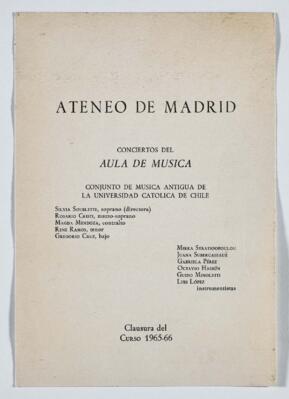 ATENEO DE MADRID
CONCIERTOS DEL
AULA DE MUSICA
CONJUNTO DE MUSICA ANTIGUA DE
LA UNIVERSIDAD CATOLICA DE CHILE
SILVIA SOUBLETTE, soprano (directora)
ROSARIO CRISTI, mezzo-soprano
MAGDA MENDOZA, contralto
RENE RAMOS, tenor
GREGORIO CRUZ, bajo
MIRKA STRATIGOPOULOU
JUANA SUBERCASEAUX
GABRIELA PÉREZ
OCTAVIO HASBÚN
GUIDO MINOLETTI
LUIS LÓPEZ
instrumentistas
Clausura del
CURSO 1965-66